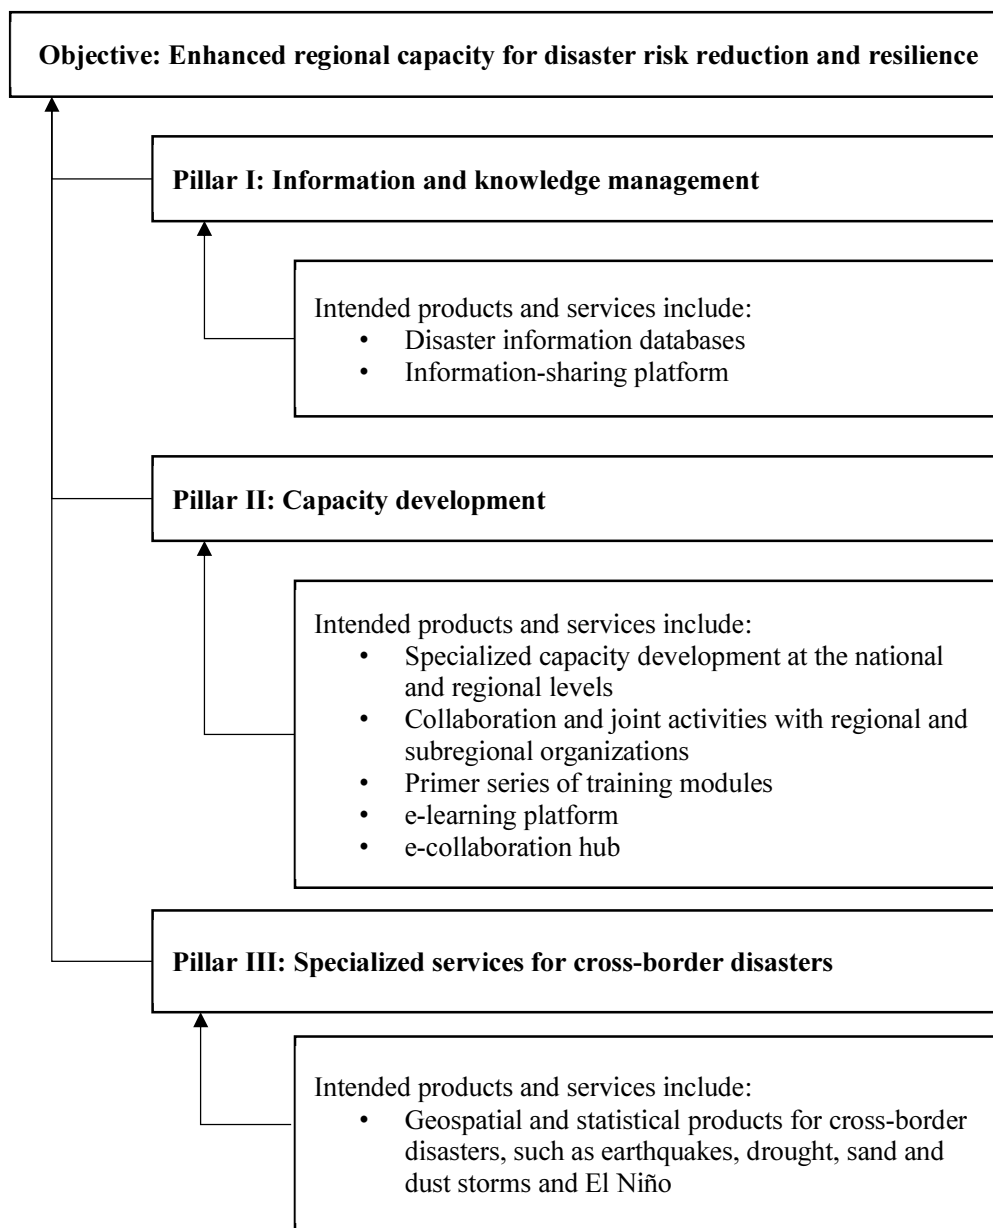 Objective: Enhanced regional capacity for disaster risk reduction and resilience
Pillar I: Information and knowledge management
Intended products and services include:
• Disaster information databases
• Information-sharing platform
Pillar II: Capacity development
Intended products and services include:
• Specialized capacity development at the national
and regional levels
• Collaboration and joint activities with regional and
subregional organizations
• Primer series of training modules
• e-learning platform
• e-collaboration hub
Pillar III: Specialized services for cross-border disasters
Intended products and services include:
• Geospatial and statistical products for cross-border
disasters, such as earthquakes, drought, sand and
dust storms and El Niño